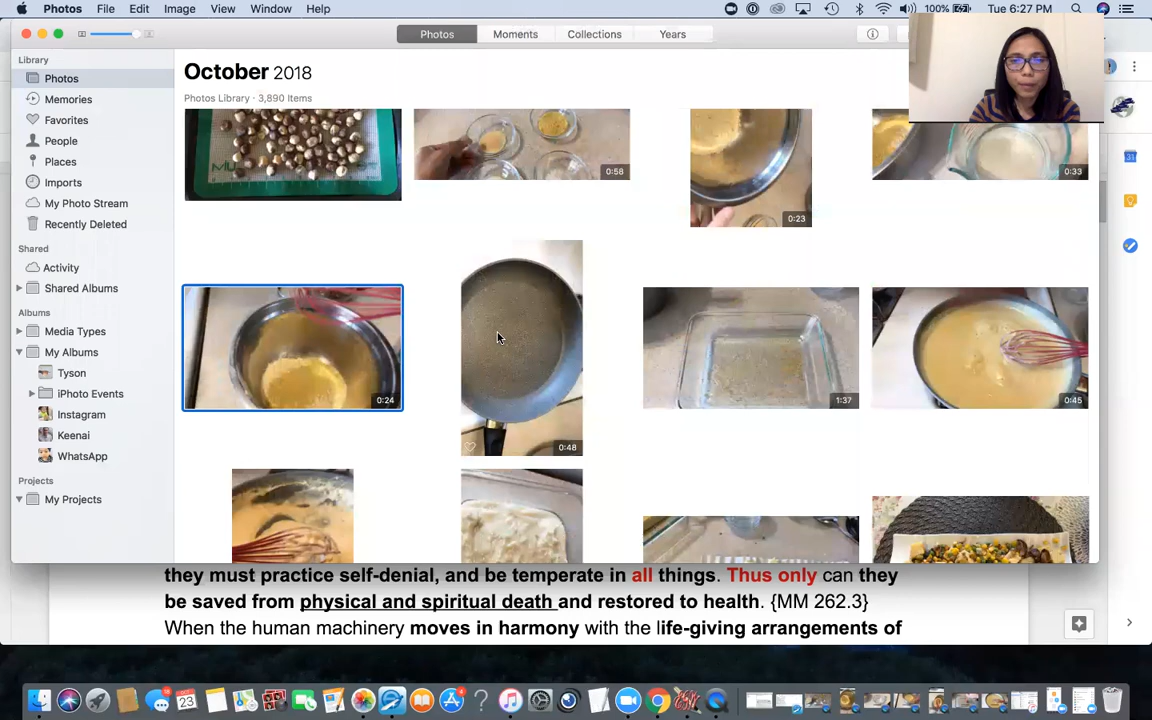 Photos File Edit Image View Window Help
100% Tue 6:27 PM
Photos Moments Collections Years
Library
Photos
Memories
Favorites
People
Places
Imports
My Photo Stream
Recently Deleted
Shared
Activity
Shared Albums
Albums
Media Types
My Albums
Tyson
iPhoto Events
Instagram
Keenai
WhatsApp
Projects
My Projects
October 2018
Photos Library · 3,890 Items
0:58
0:23
0:33
0:24
0:48
1:37
0:45
they must practice self-denial, and be temperate in all things. Thus only can they
be saved from physical and spiritual death and restored to health. {MM 262.3}
When the human machinery moves in harmony with the life-giving arrangements of